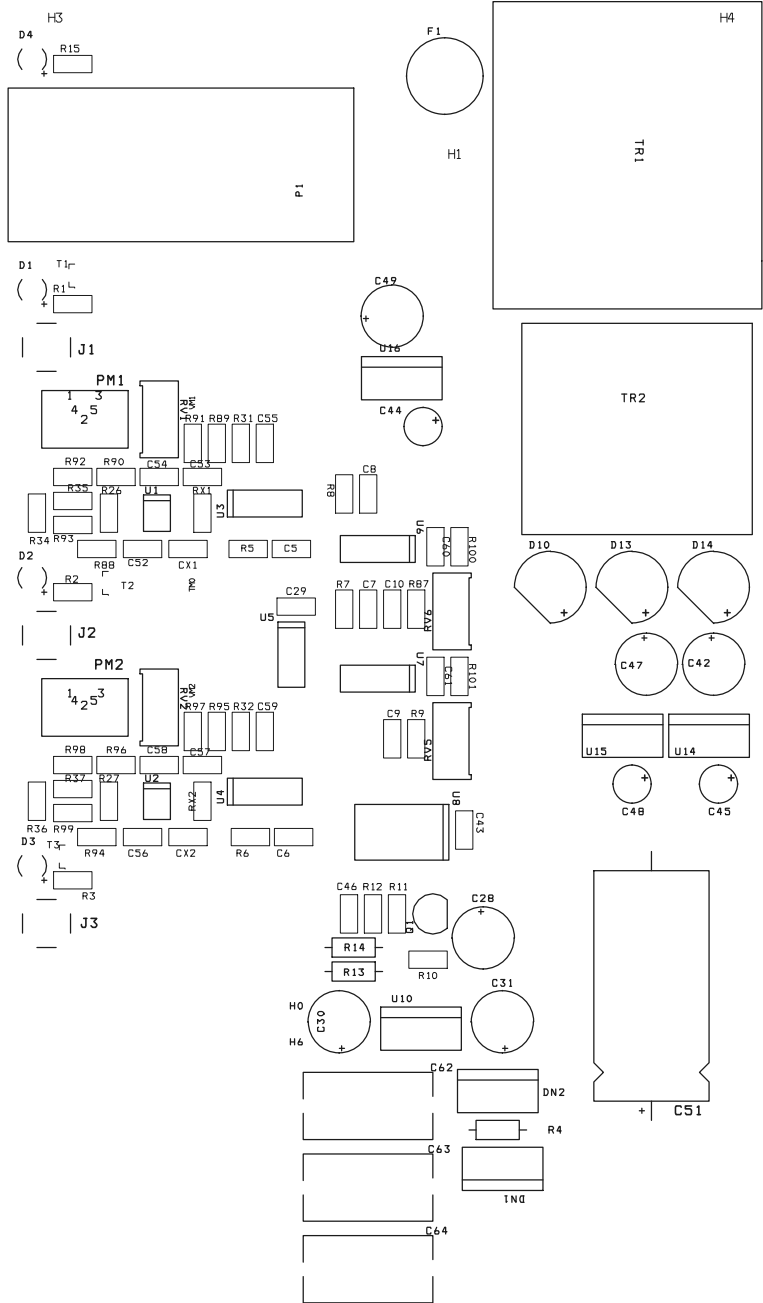 H3
H4
D4
R15
+
F1
TR1
H1
P1
D1
T1
R1
+
C49
+
J1
U16
TR2
PM1
1 3
4 5
2
RV1
VM1
C44
+
R91 R89 R31 C55
R92 R90 C54 C53
R8
C8
R35
R26
U1
RX1
U3
R34
R93
U6
C60
R100
R88
C52
CX1
R5
C5
D10
D13
D14
D2
R2
+
T2
TM0
C29
R7 C7 C10 R87
RV6
+
+
+
J2
U5
C47
+
C42
+
PM2
1 3
4 5
2
RV2
VM2
U7
C61
R101
R97 R95 R32 C59
C9 R9
RV5
R98 R96 C58 C57
U15
U14
R37
R27
U2
RX2
U4
U8
+
+
R36
R99
C43
C48
C45
R94
C56
CX2
R6
C6
D3
T3
+
R3
C46 R12 R11
Q1
C28
+
J3
R14
R13
R10
H0
C30
U10
C31
H6
+
+
C62
DN2
+
C51
R4
C63
DN1
C64